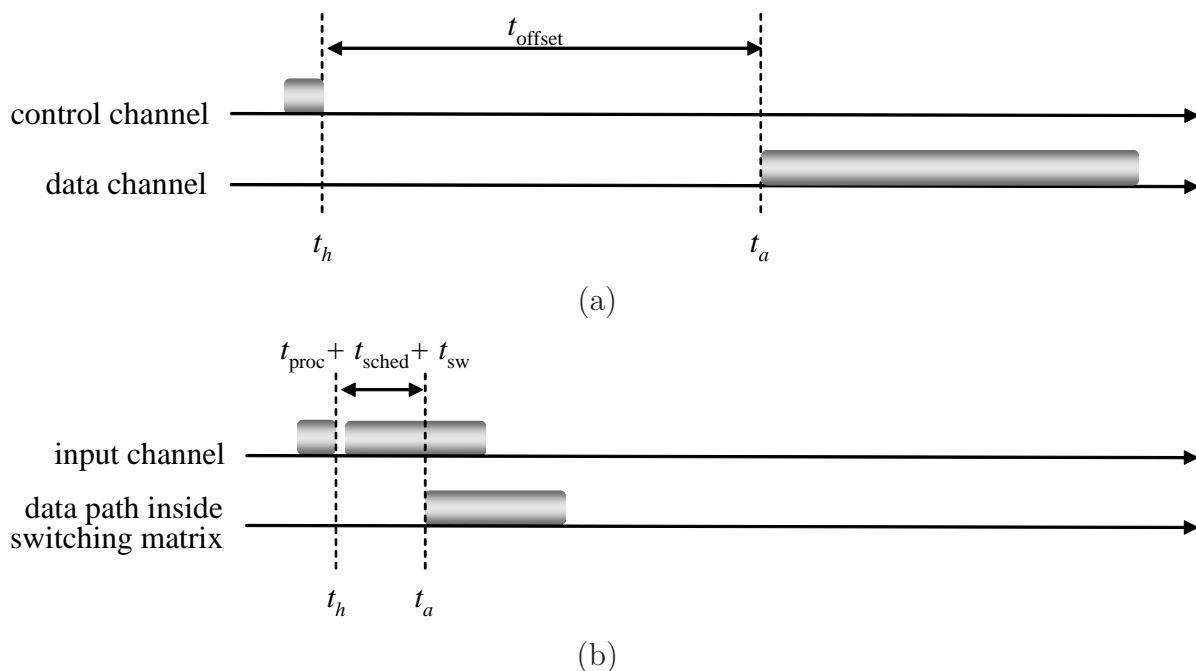 t_offset
control channel
data channel
t_h t_a
(a)
t_proc + t_sched + t_sw
input channel
data path inside
switching matrix
t_h t_a
(b)